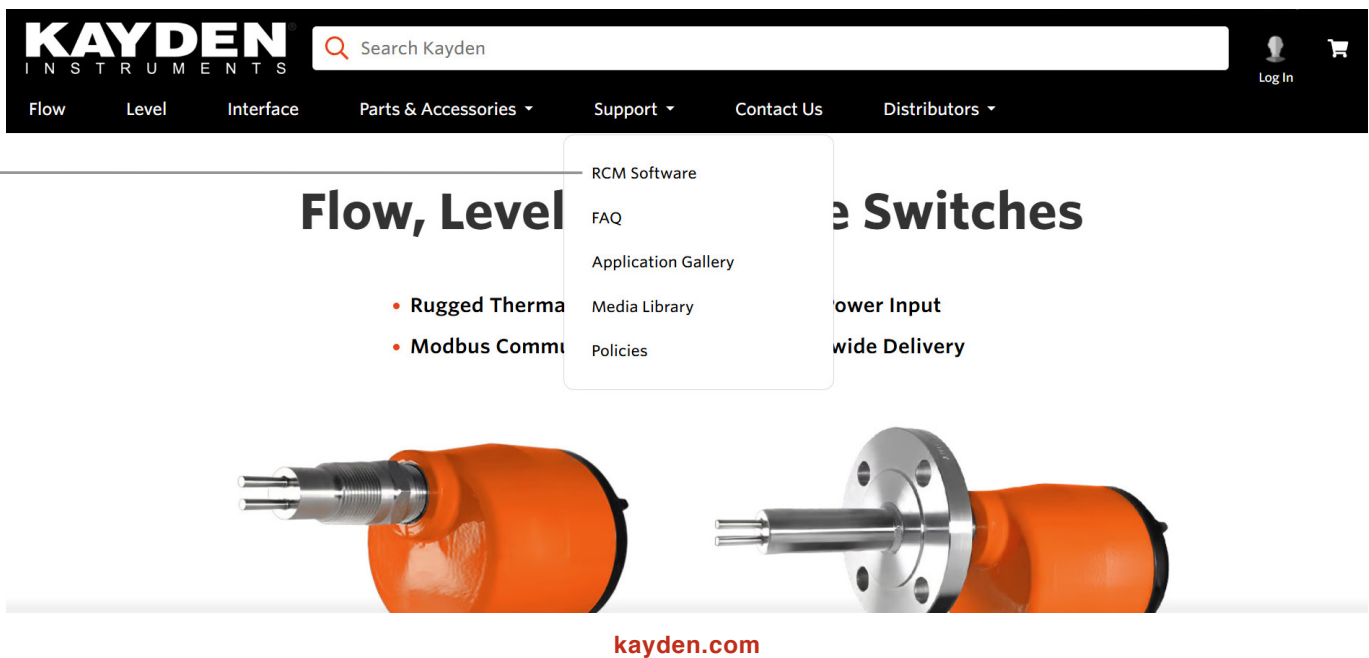 KAYDEN®
INSTRUMENTS
Search Kayden
Log In
Flow Level Interface Parts & Accessories Support Contact Us Distributors
RCM Software
FAQ
Application Gallery
Media Library
Policies
Flow, Level e Switches
Rugged Therma ower Input
Modbus Commu wide Delivery
kayden.com